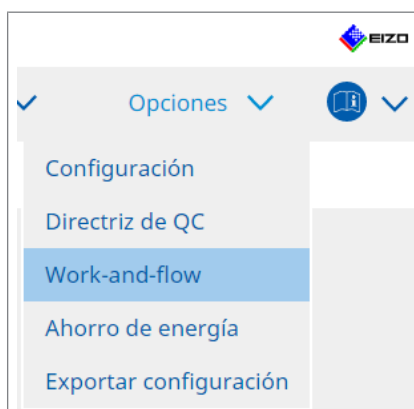 EIZO
Opciones
Configuración
Directriz de QC
Work-and-flow
Ahorro de energía
Exportar configuración